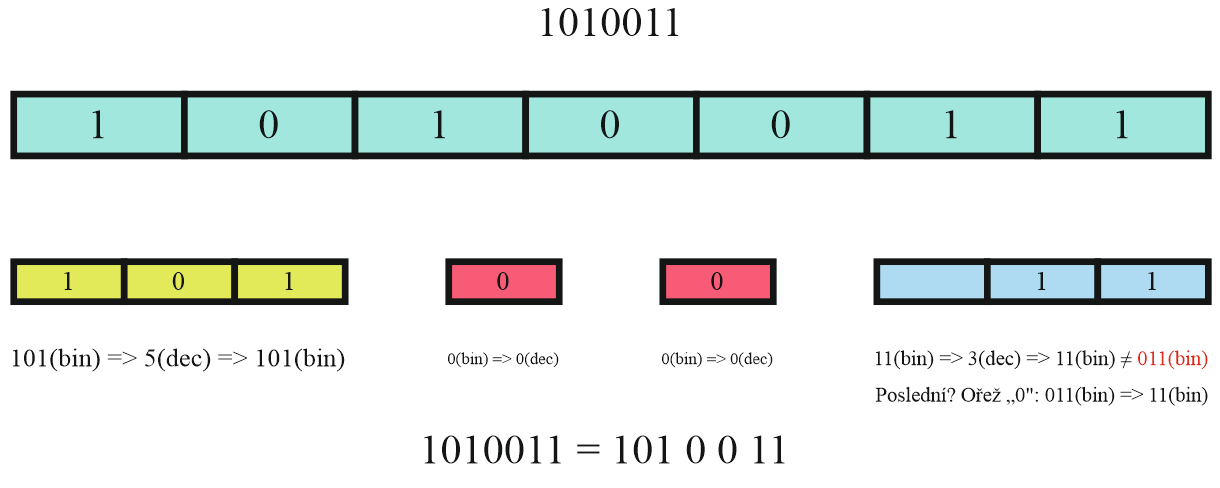 1010011
1 0 1 0 0 1 1
1 0 1 0 0 1 1
101(bin) => 5(dec) => 101(bin) 0(bin) => 0(dec) 0(bin) => 0(dec) 11(bin) => 3(dec) => 11(bin) ≠ 011(bin)
Poslední? Ořež „0": 011(bin) => 11(bin)
1010011 = 101 0 0 11